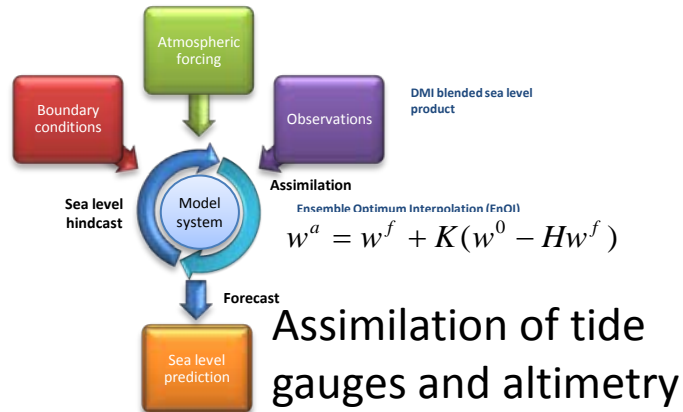 Atmospheric
forcing
Boundary
conditions
Observations
DMI blended sea level
product
Assimilation
Sea level
hindcast
Model
system
Ensemble Optimum Interpolation (EnOI)
w^a = w^f + K(w^0 - Hw^f)
Forecast
Sea level
prediction
Assimilation of tide
gauges and altimetry